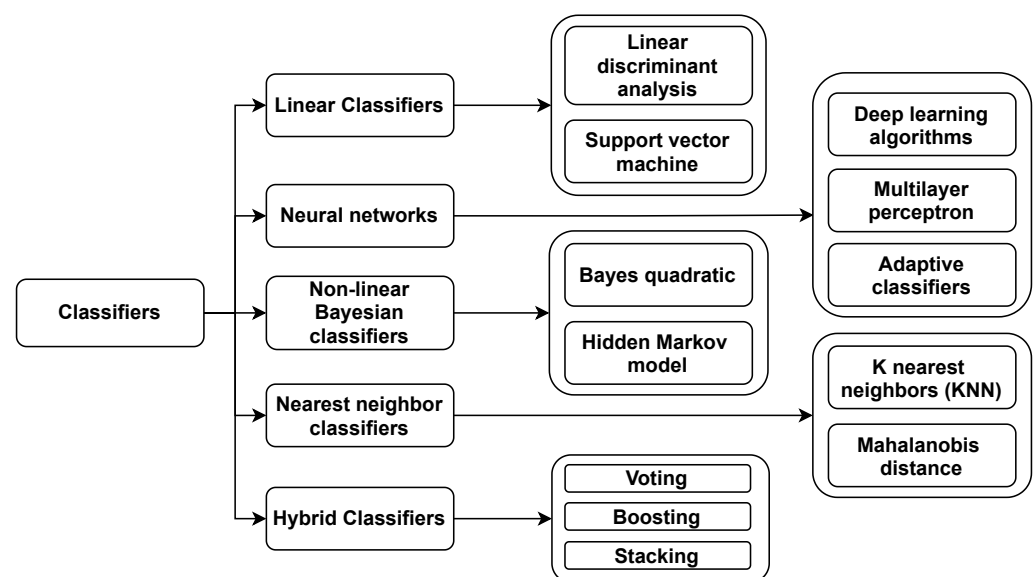 Classifiers
Linear Classifiers
Linear
discriminant
analysis
Support vector
machine
Neural networks
Deep learning
algorithms
Multilayer
perceptron
Adaptive
classifiers
Non-linear
Bayesian
classifiers
Bayes quadratic
Hidden Markov
model
Nearest neighbor
classifiers
K nearest
neighbors (KNN)
Mahalanobis
distance
Hybrid Classifiers
Voting
Boosting
Stacking